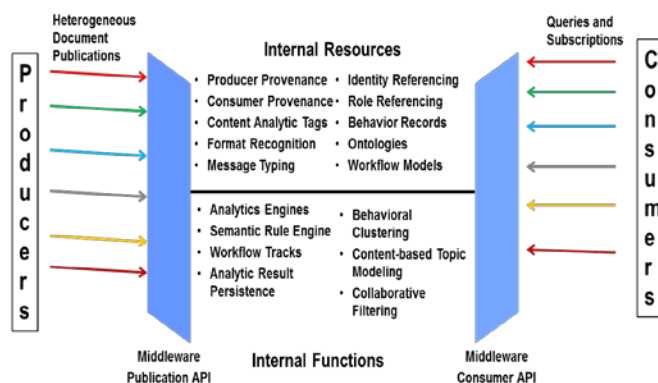 Heterogeneous
Document
Publications
Queries and
Subscriptions
Producers
Internal Resources
• Producer Provenance
• Consumer Provenance
• Content Analytic Tags
• Format Recognition
• Message Typing
• Identity Referencing
• Role Referencing
• Behavior Records
• Ontologies
• Workflow Models
Consumers
• Analytics Engines
• Semantic Rule Engine
• Workflow Tracks
• Analytic Result
Persistence
• Behavioral
Clustering
• Content-based Topic
Modeling
• Collaborative
Filtering
Internal Functions
Middleware
Publication API
Middleware
Consumer API